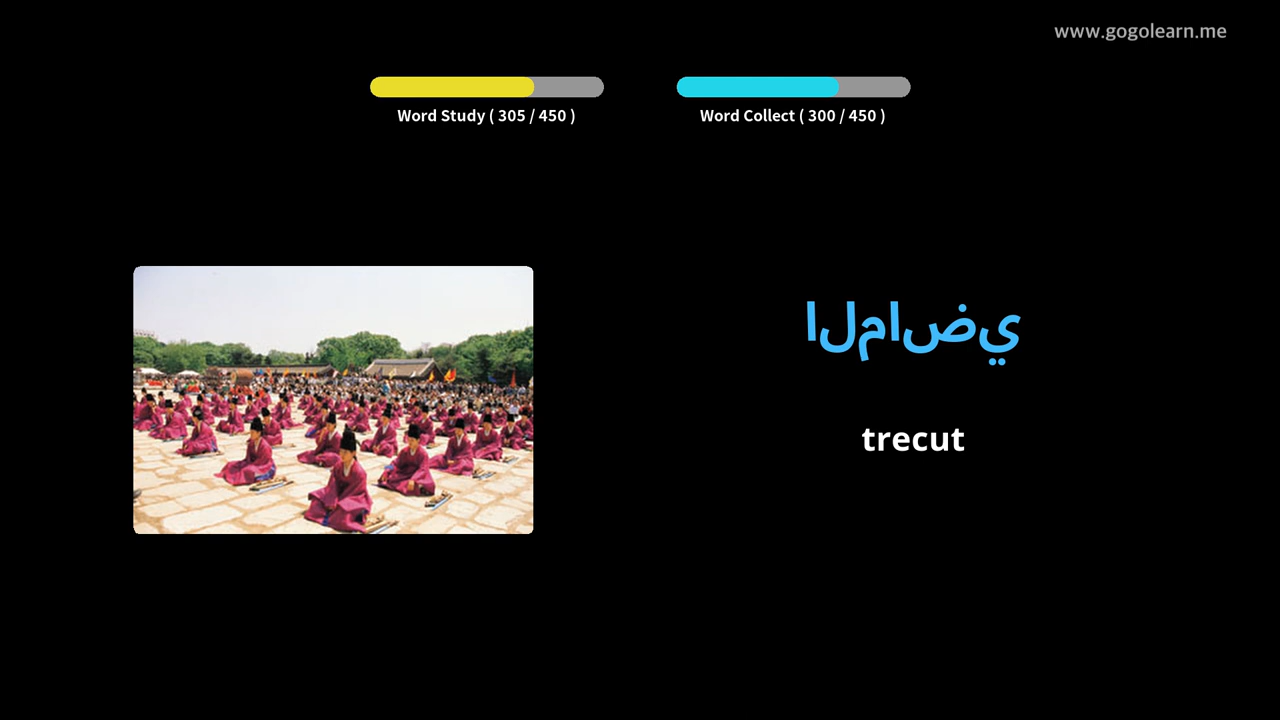 www.gogolearn.me
Word Study ( 305 / 450 )
Word Collect ( 300 / 450 )
الماضي
trecut